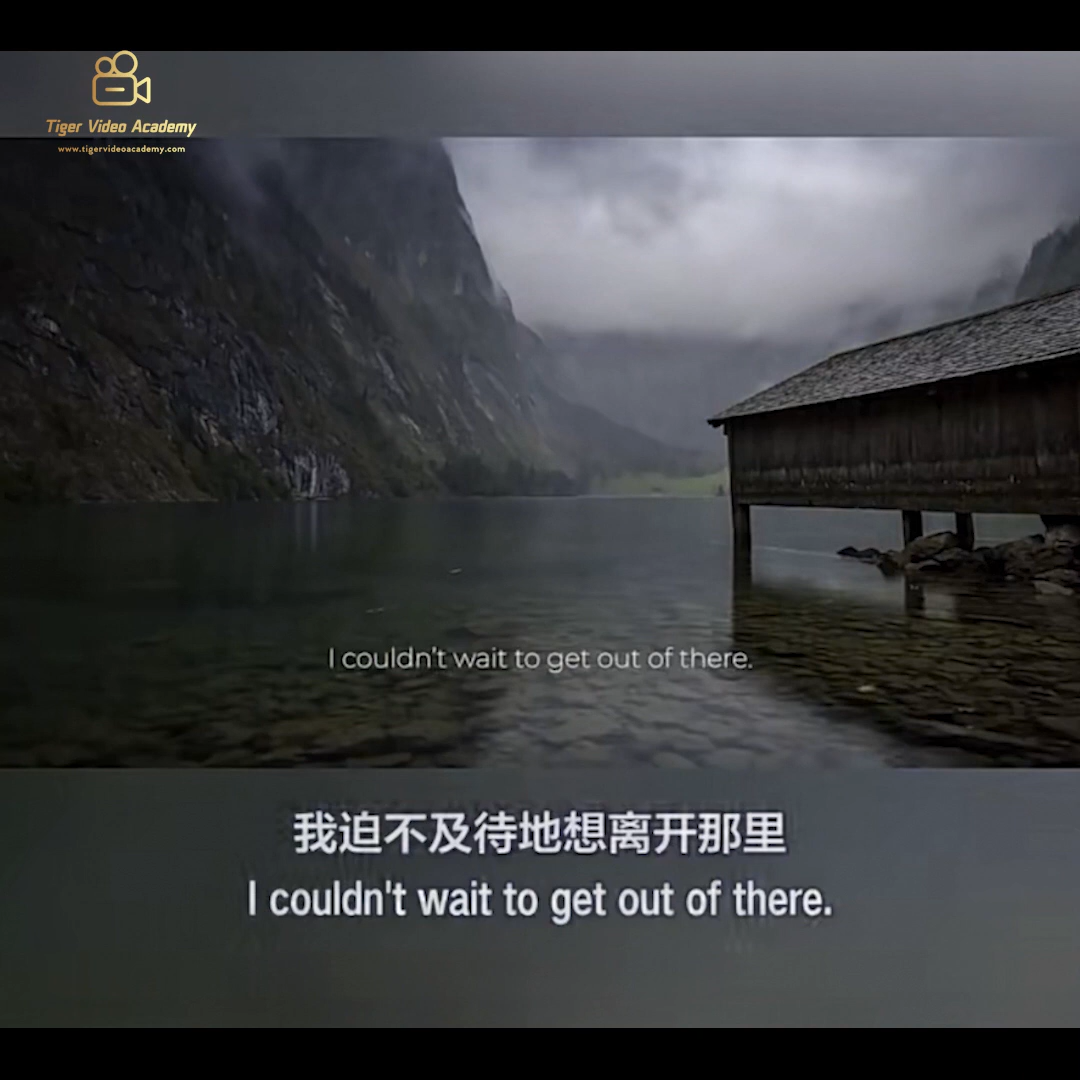 Tiger Video Academy
www.tigervideoacademy.com
I couldn't wait to get out of there.
我迫不及待地想离开那里
I couldn't wait to get out of there.